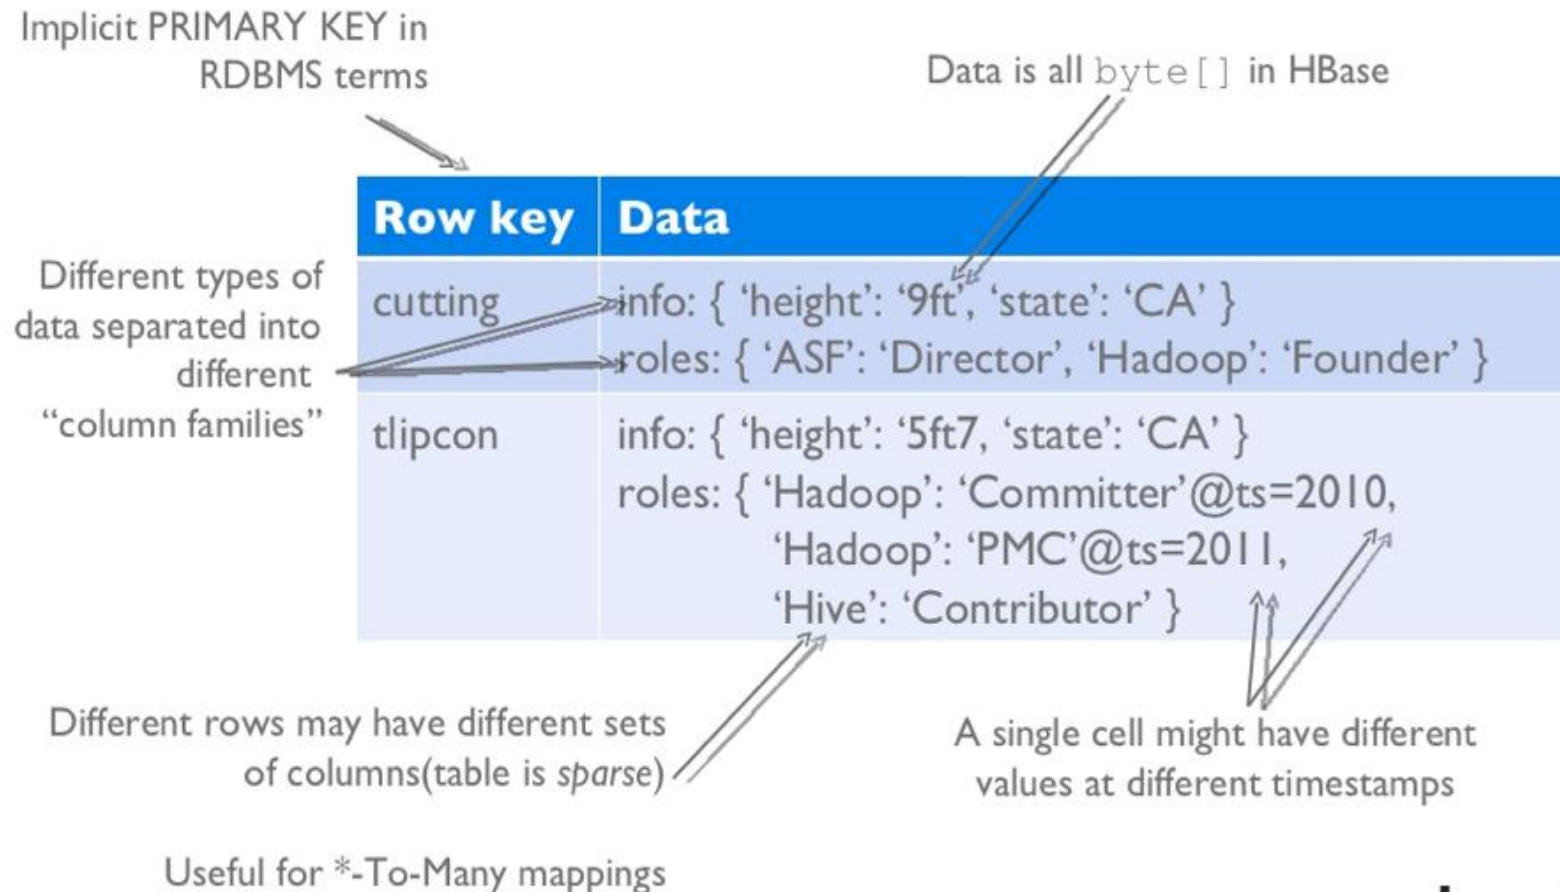 Implicit PRIMARY KEY in
RDBMS terms
Data is all byte[] in HBase
Row key Data
Different types of
data separated into
different
“column families”
cutting info: { ‘height’: ‘9ft’, ‘state’: ‘CA’ }
roles: { ‘ASF’: ‘Director’, ‘Hadoop’: ‘Founder’ }
tlipcon info: { ‘height’: ‘5ft7, ‘state’: ‘CA’ }
roles: { ‘Hadoop’: ‘Committer’@ts=2010,
‘Hadoop’: ‘PMC’@ts=2011,
‘Hive’: ‘Contributor’ }
Different rows may have different sets
of columns(table is sparse)
A single cell might have different
values at different timestamps
Useful for *-To-Many mappings